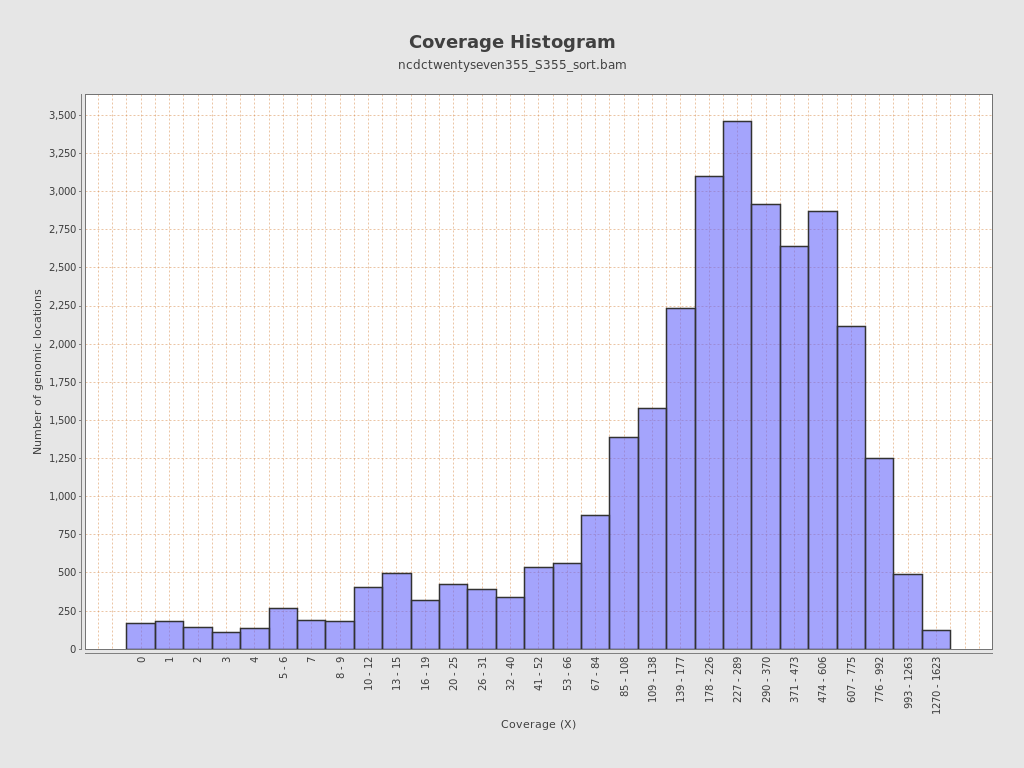 Coverage Histogram
ncdctwentyseven355_S355_sort.bam
Number of genomic locations
3,500
3,250
3,000
2,750
2,500
2,250
2,000
1,750
1,500
1,250
1,000
750
500
250
0
0
1
2
3
4
5 - 6
7
8 - 9
10 - 12
13 - 15
16 - 19
20 - 25
26 - 31
32 - 40
41 - 52
53 - 66
67 - 84
85 - 108
109 - 138
139 - 177
178 - 226
227 - 289
290 - 370
371 - 473
474 - 606
607 - 775
776 - 992
993 - 1263
1270 - 1623
Coverage (X)